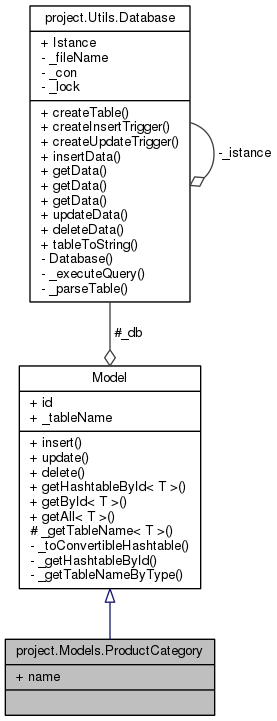 project.Utils.Database
+ Istance
- _fileName
- _con
- _lock
+ createTable()
+ createInsertTrigger()
+ createUpdateTrigger()
+ insertData()
+ getData()
+ getData()
+ getData()
+ updateData()
+ deleteData()
+ tableToString()
- Database()
- _executeQuery()
- _parseTable()
-_istance
#_db
Model
+ id
+ _tableName
+ insert()
+ update()
+ delete()
+ getHashtableById< T >()
+ getById< T >()
+ getAll< T >()
# _getTableName< T >()
- _toConvertibleHashtable()
- _getHashtableById()
- _getTableNameByType()
project.Models.ProductCategory
+ name